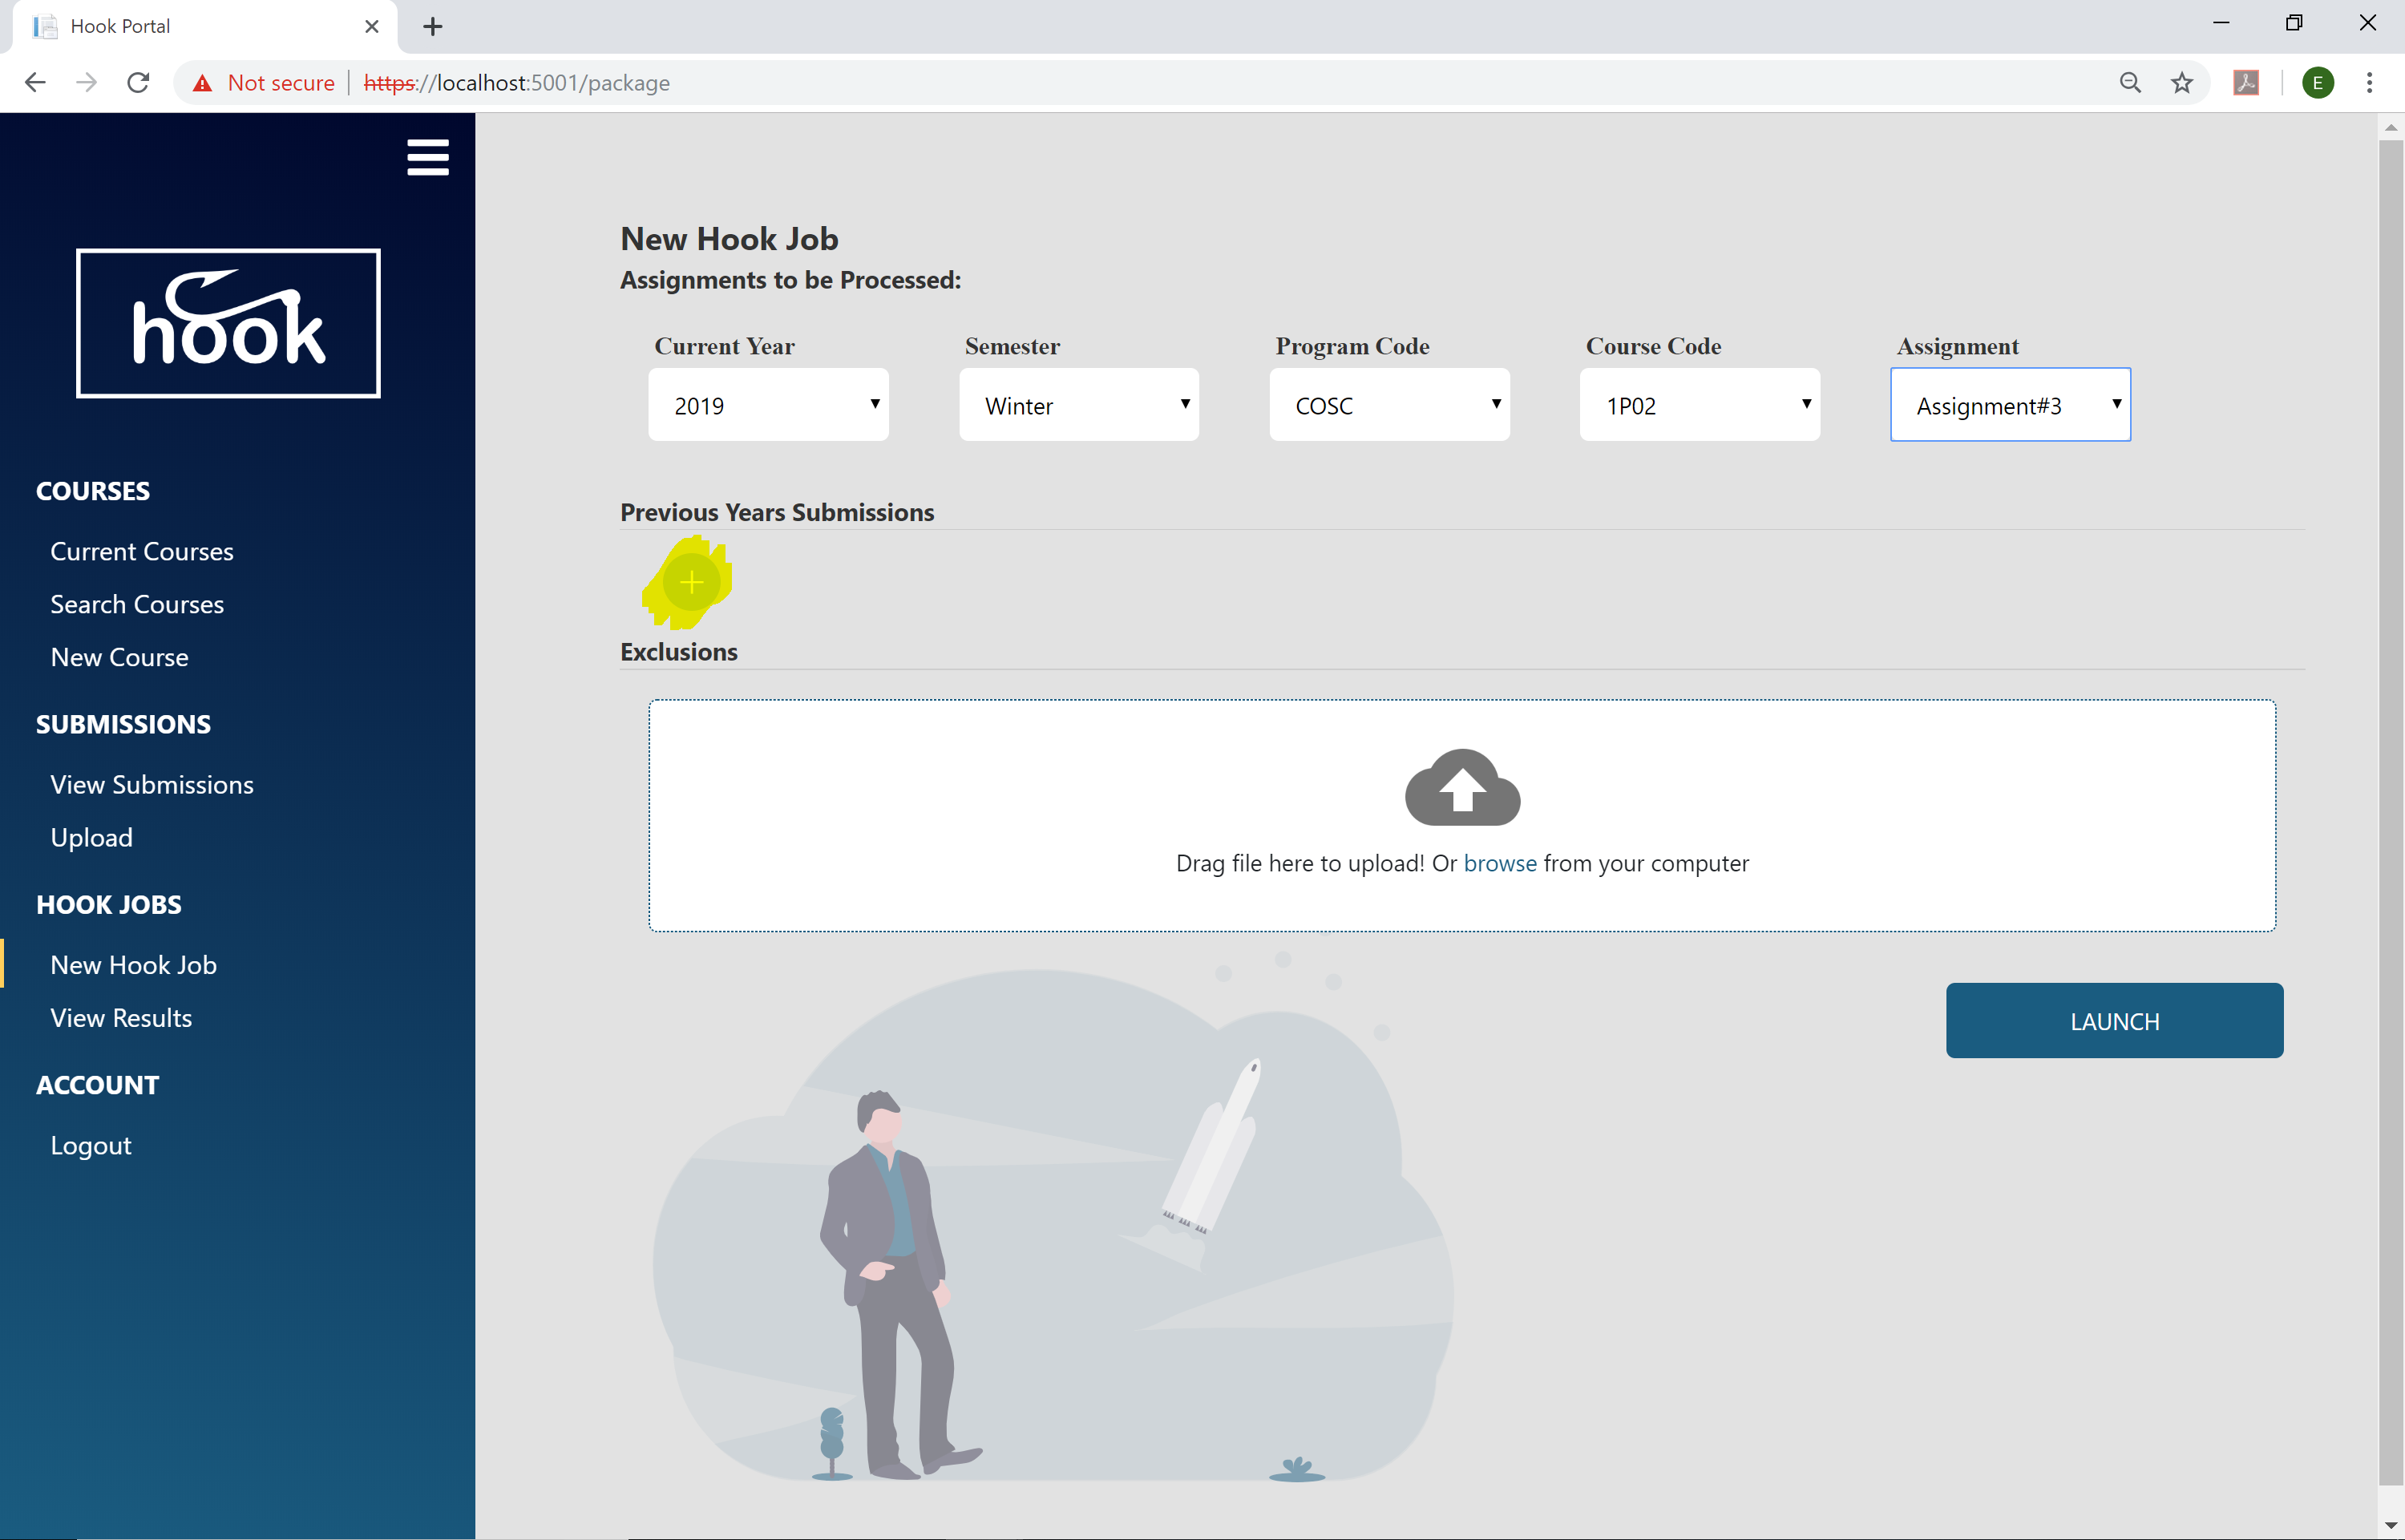 Hook Portal
Not secure https://localhost:5001/package
E
hook
COURSES
Current Courses
Search Courses
New Course
SUBMISSIONS
View Submissions
Upload
HOOK JOBS
New Hook Job
View Results
ACCOUNT
Logout
New Hook Job
Assignments to be Processed:
Current Year Semester Program Code Course Code Assignment
2019 Winter COSC 1P02 Assignment#3
Previous Years Submissions
+
Exclusions
Drag file here to upload! Or browse from your computer
LAUNCH